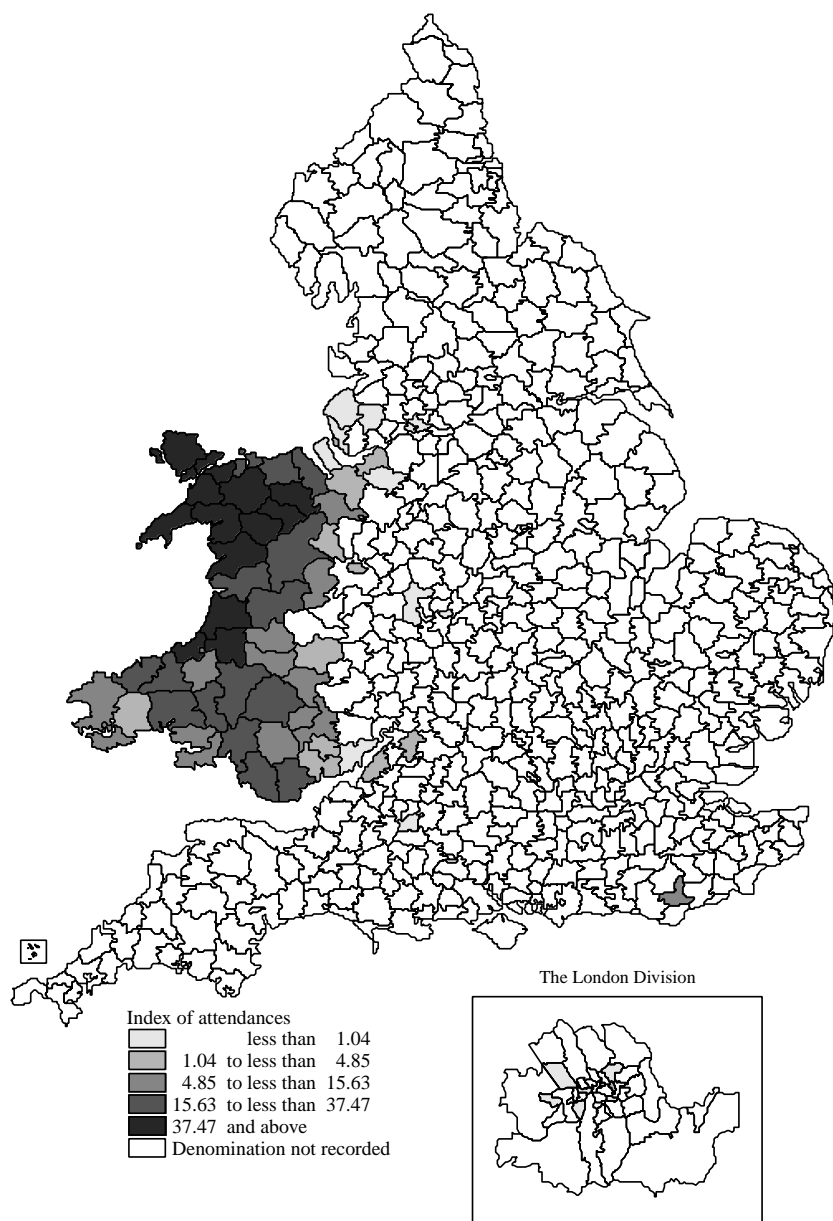 The London Division
Index of attendances
less than 1.04
1.04 to less than 4.85
4.85 to less than 15.63
15.63 to less than 37.47
37.47 and above
Denomination not recorded